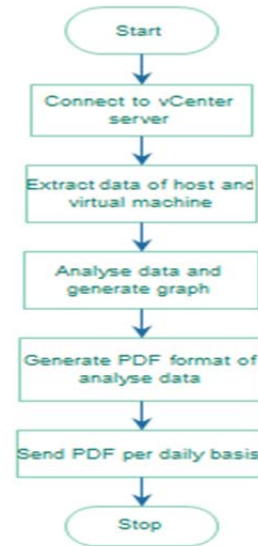 Start
Connect to vCenter
server
Extract data of host and
virtual machine
Analyse data and
generate graph
Generate PDF format of
analyse data
Send PDF per daily basis
Stop